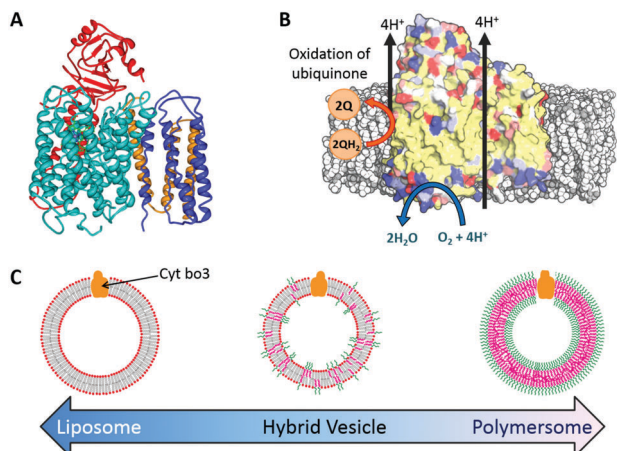 A
B
4H⁺
4H⁺
Oxidation of
ubiquinone
2Q
2QH₂
2H₂O
O₂ + 4H⁺
C
Cyt bo3
Liposome
Hybrid Vesicle
Polymersome